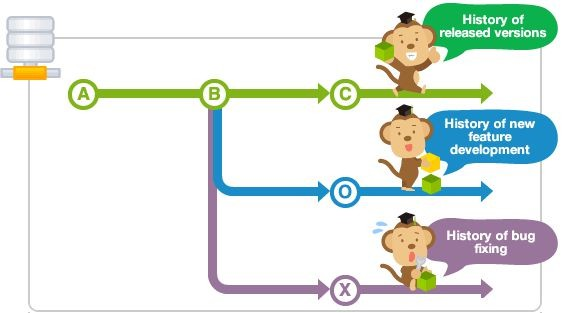 History of
released versions
A
B
C
History of new
feature
development
O
History of bug
fixing
X